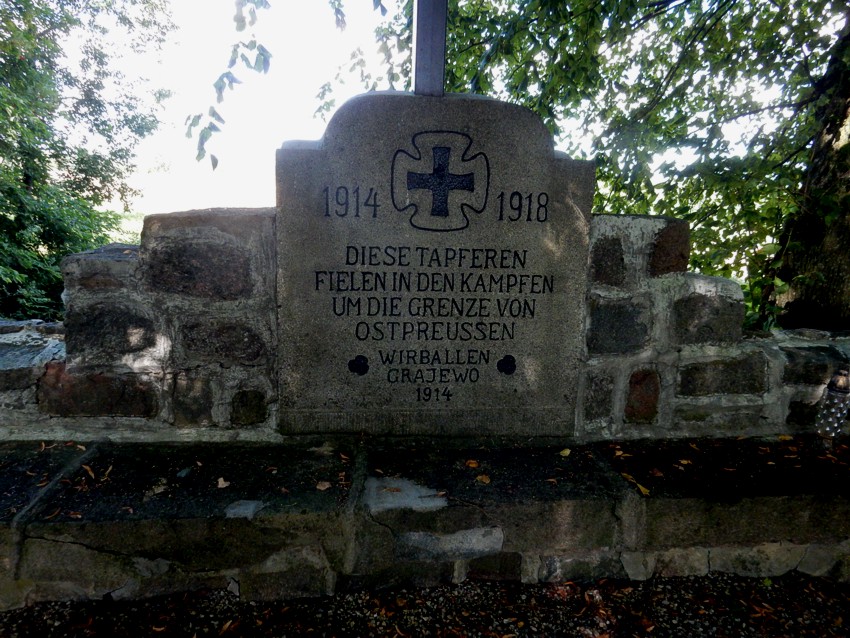 1914 1918
DIESE TAPFEREN
FIELEN IN DEN KAMPFEN
UM DIE GRENZE VON
OSTPREUSSEN
WIRBALLEN
GRAJEWO
1914